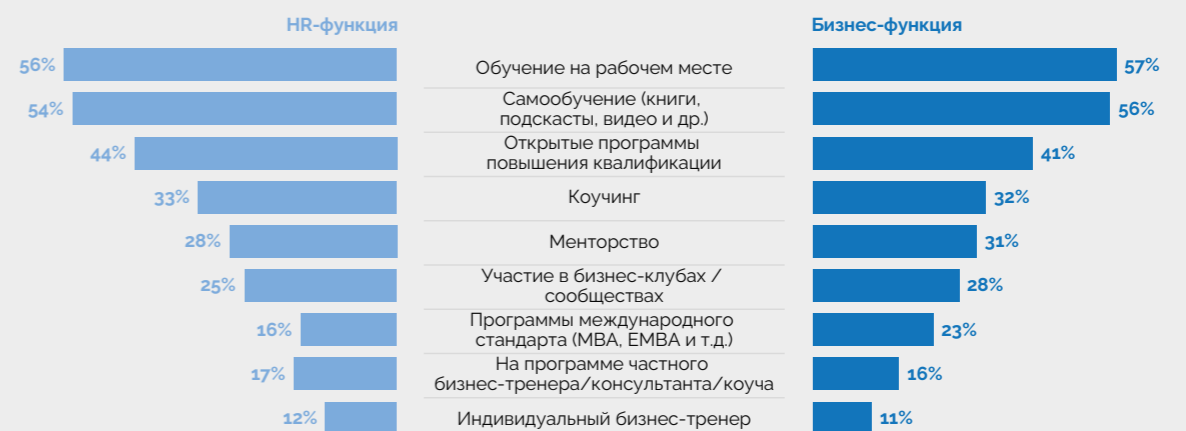 HR-функция Бизнес-функция
56% Обучение на рабочем месте 57%
54% Самообучение (книги, 56%
подскасты, видео и др.)
44% Открытые программы 41%
повышения квалификации
33% Коучинг 32%
28% Менторство 31%
25% Участие в бизнес-клубах / 28%
сообществах
16% Программы международного 23%
стандарта (MBA, EMBA и т.д.)
17% На программе частного 16%
бизнес-тренера/консультанта/коуча
12% Индивидуальный бизнес-тренер 11%